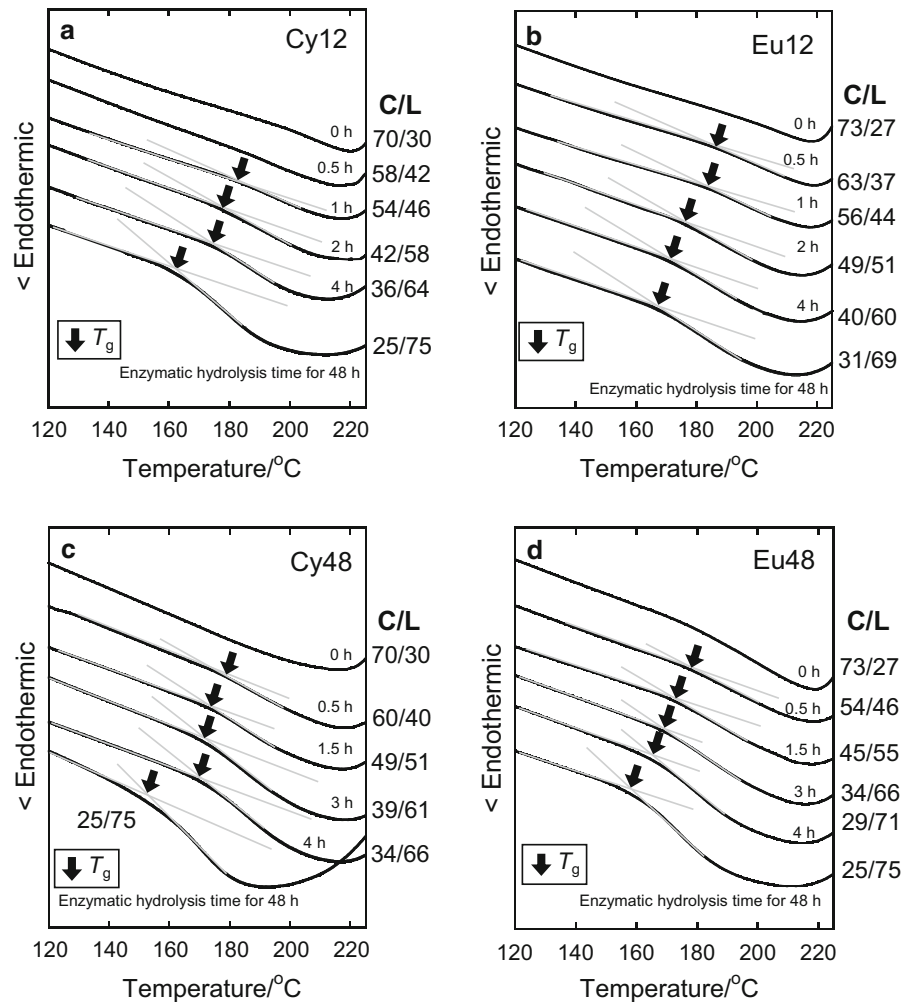 a
Cy12
C/L
0 h
70/30
0.5 h
58/42
1 h
54/46
2 h
42/58
4 h
36/64
25/75
Tg
Enzymatic hydrolysis time for 48 h
< Endothermic
120 140 160 180 200 220
Temperature/°C
b
Eu12
C/L
0 h
73/27
0.5 h
63/37
1 h
56/44
2 h
49/51
4 h
40/60
31/69
Tg
Enzymatic hydrolysis time for 48 h
< Endothermic
120 140 160 180 200 220
Temperature/°C
c
Cy48
C/L
0 h
70/30
0.5 h
60/40
1.5 h
49/51
3 h
39/61
4 h
34/66
25/75
Tg
Enzymatic hydrolysis time for 48 h
< Endothermic
120 140 160 180 200 220
Temperature/°C
d
Eu48
C/L
0 h
73/27
0.5 h
54/46
1.5 h
45/55
3 h
34/66
4 h
29/71
25/75
Tg
Enzymatic hydrolysis time for 48 h
< Endothermic
120 140 160 180 200 220
Temperature/°C